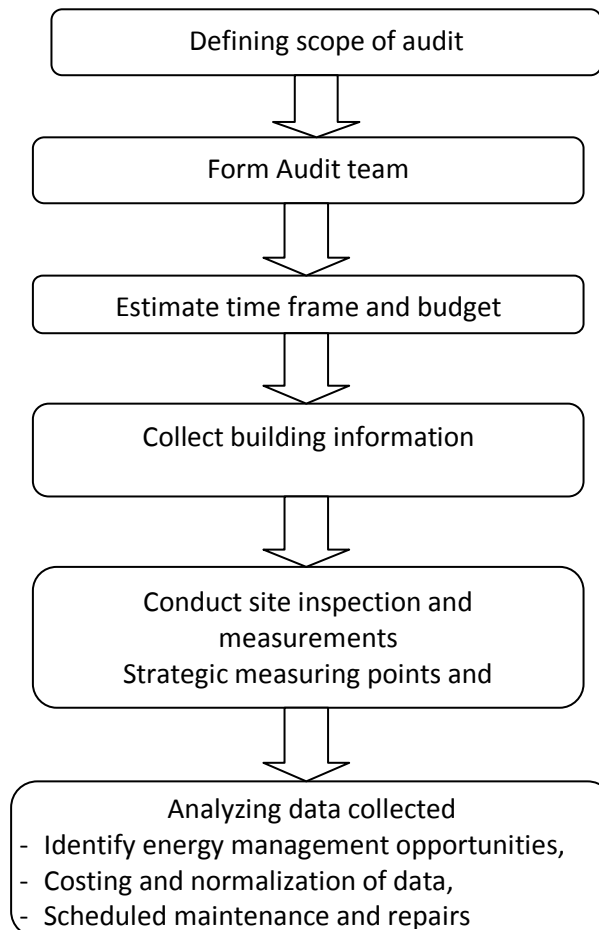 Defining scope of audit
Form Audit team
Estimate time frame and budget
Collect building information
Conduct site inspection and
measurements
Strategic measuring points and
Analyzing data collected
- Identify energy management opportunities,
- Costing and normalization of data,
- Scheduled maintenance and repairs